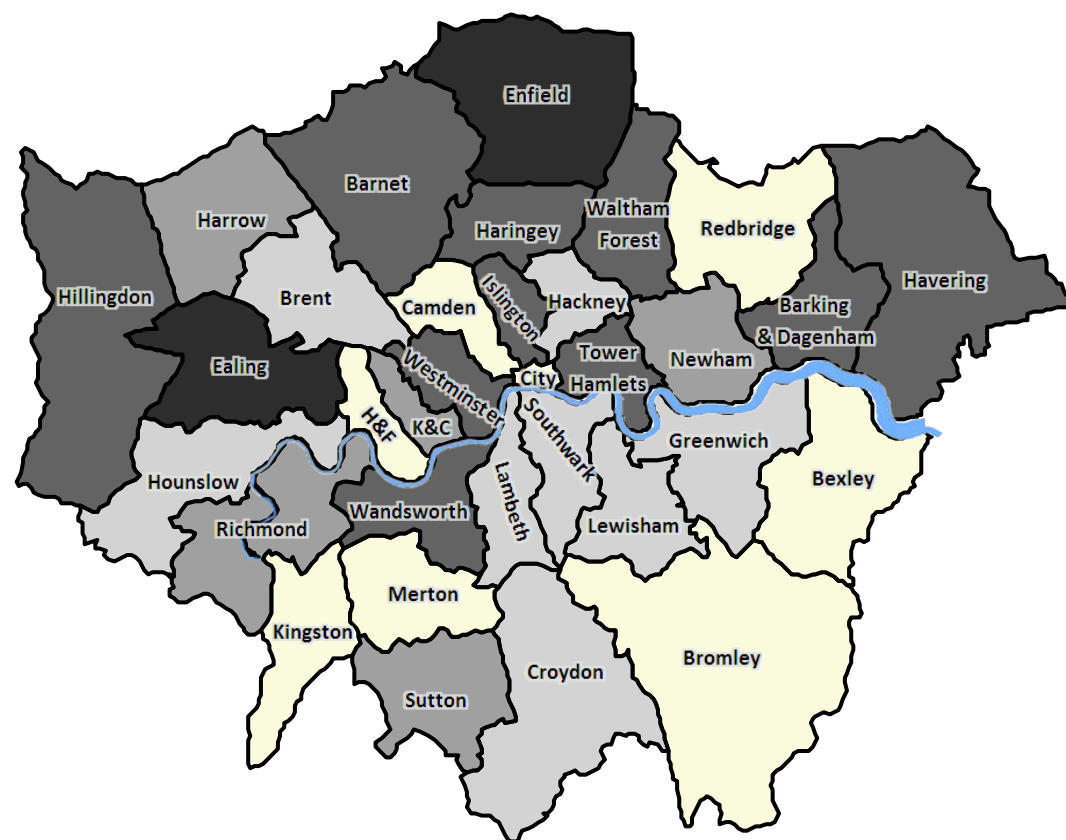 Enfield
Barnet
Harrow
Haringey
Waltham
Forest
Redbridge
Havering
Hillingdon
Brent
Camden
Islington
Hackney
Barking
& Dagenham
Ealing
Westminster
City
Tower
Hamlets
Newham
H&F
K&C
Southwark
Greenwich
Hounslow
Bexley
Richmond
Wandsworth
Lambeth
Lewisham
Merton
Kingston
Bromley
Croydon
Sutton